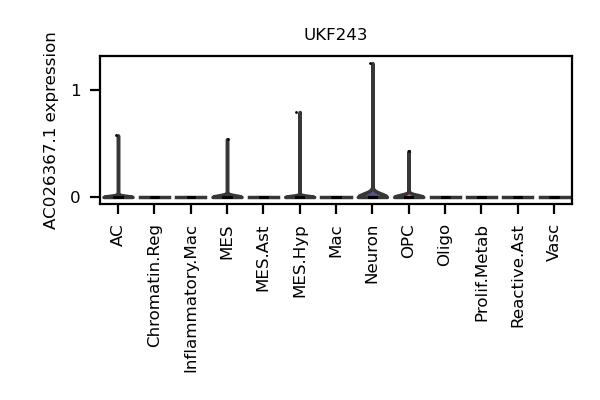 UKF243
AC026367.1 expression
1
0
AC
Chromatin.Reg
Inflammatory.Mac
MES
MES.Ast
MES.Hyp
Mac
Neuron
OPC
Oligo
Prolif.Metab
Reactive.Ast
Vasc